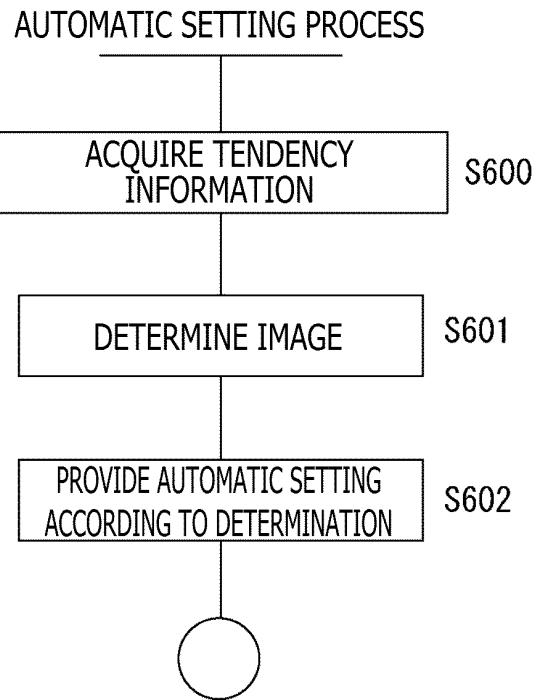 AUTOMATIC SETTING PROCESS
ACQUIRE TENDENCY
INFORMATION
S600
DETERMINE IMAGE
S601
PROVIDE AUTOMATIC SETTING
ACCORDING TO DETERMINATION
S602